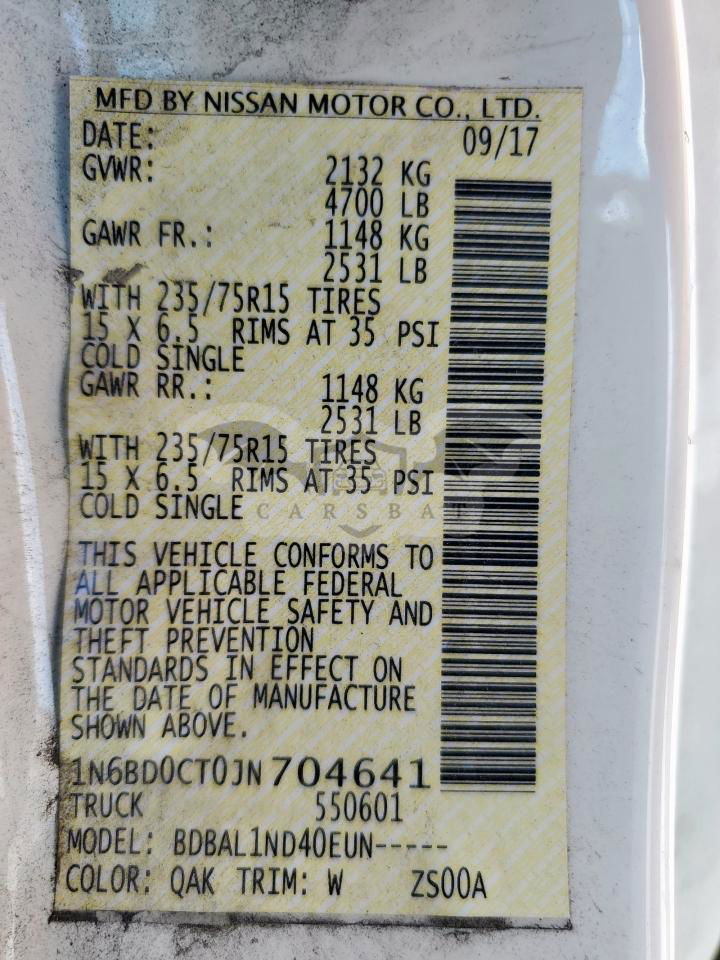 MFD BY NISSAN MOTOR CO., LTD.
DATE: 09/17
GVWR: 2132 KG
4700 LB
GAWR FR.: 1148 KG
2531 LB
WITH 235/75R15 TIRES
15 X 6.5 RIMS AT 35 PSI
COLD SINGLE
GAWR RR.: 1148 KG
2531 LB
WITH 235/75R15 TIRES
15 X 6.5 RIMS AT 35 PSI
COLD SINGLE
CARSBAT
THIS VEHICLE CONFORMS TO
ALL APPLICABLE FEDERAL
MOTOR VEHICLE SAFETY AND
THEFT PREVENTION
STANDARDS IN EFFECT ON
THE DATE OF MANUFACTURE
SHOWN ABOVE.
1N6BD0CT0JN704641
TRUCK 550601
MODEL: BDBAL1ND40EUN-----
COLOR: QAK TRIM: W ZS00A